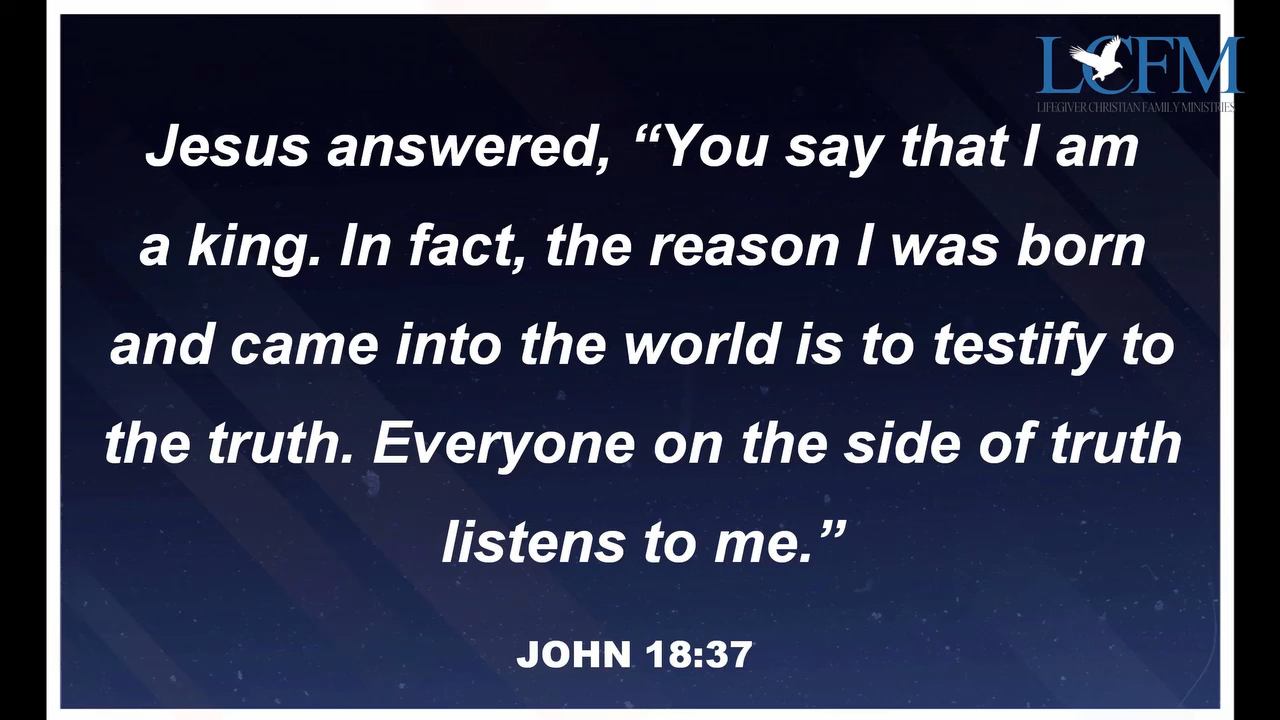 LCFM
LIFEGIVER CHRISTIAN FAMILY MINISTRIES
Jesus answered, “You say that I am
a king. In fact, the reason I was born
and came into the world is to testify to
the truth. Everyone on the side of truth
listens to me.”
JOHN 18:37